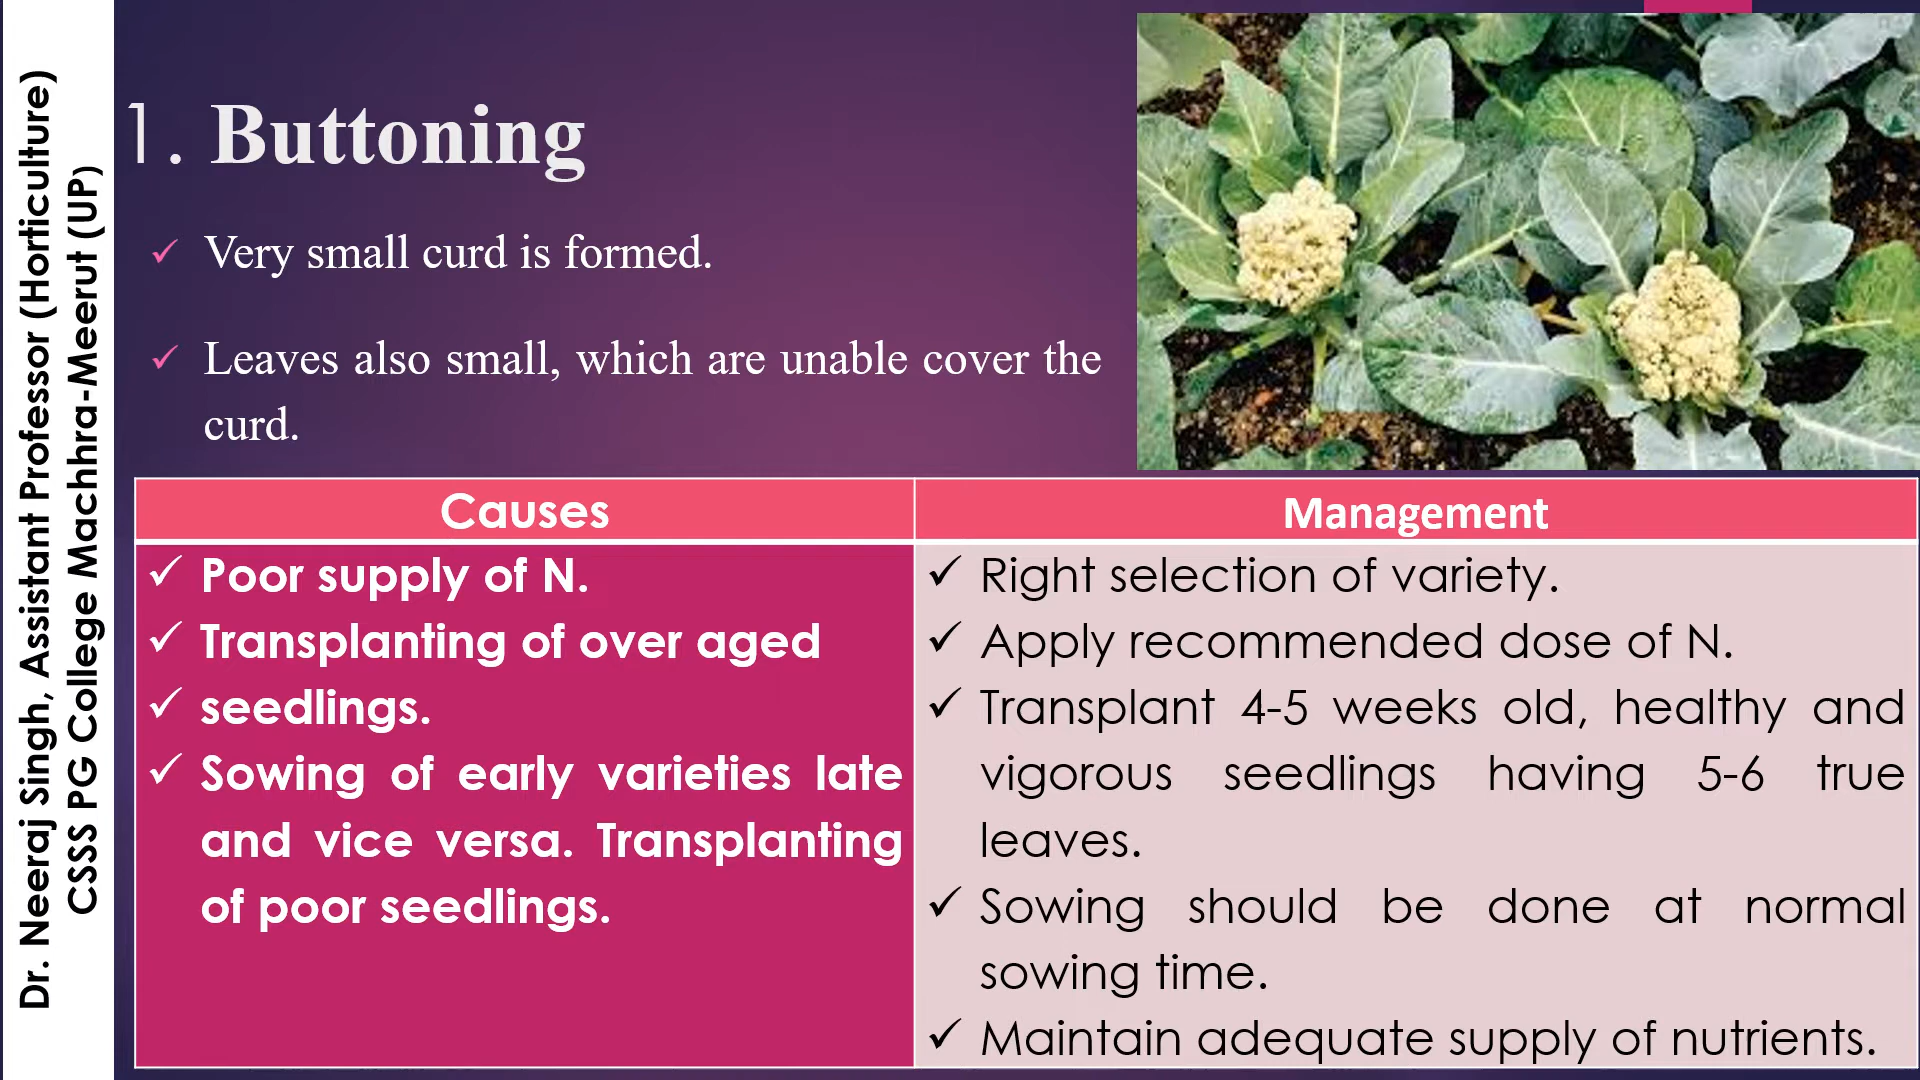 Dr. Neeraj Singh, Assistant Professor (Horticulture)
CSSS PG College Machhra-Meerut (UP)
1. Buttoning
✓ Very small curd is formed.
✓ Leaves also small, which are unable cover the
curd.
Causes
✓ Poor supply of N.
✓ Transplanting of over aged
✓ seedlings.
✓ Sowing of early varieties late
and vice versa. Transplanting
of poor seedlings.
Management
✓ Right selection of variety.
✓ Apply recommended dose of N.
✓ Transplant 4-5 weeks old, healthy and
vigorous seedlings having 5-6 true
leaves.
✓ Sowing should be done at normal
sowing time.
✓ Maintain adequate supply of nutrients.